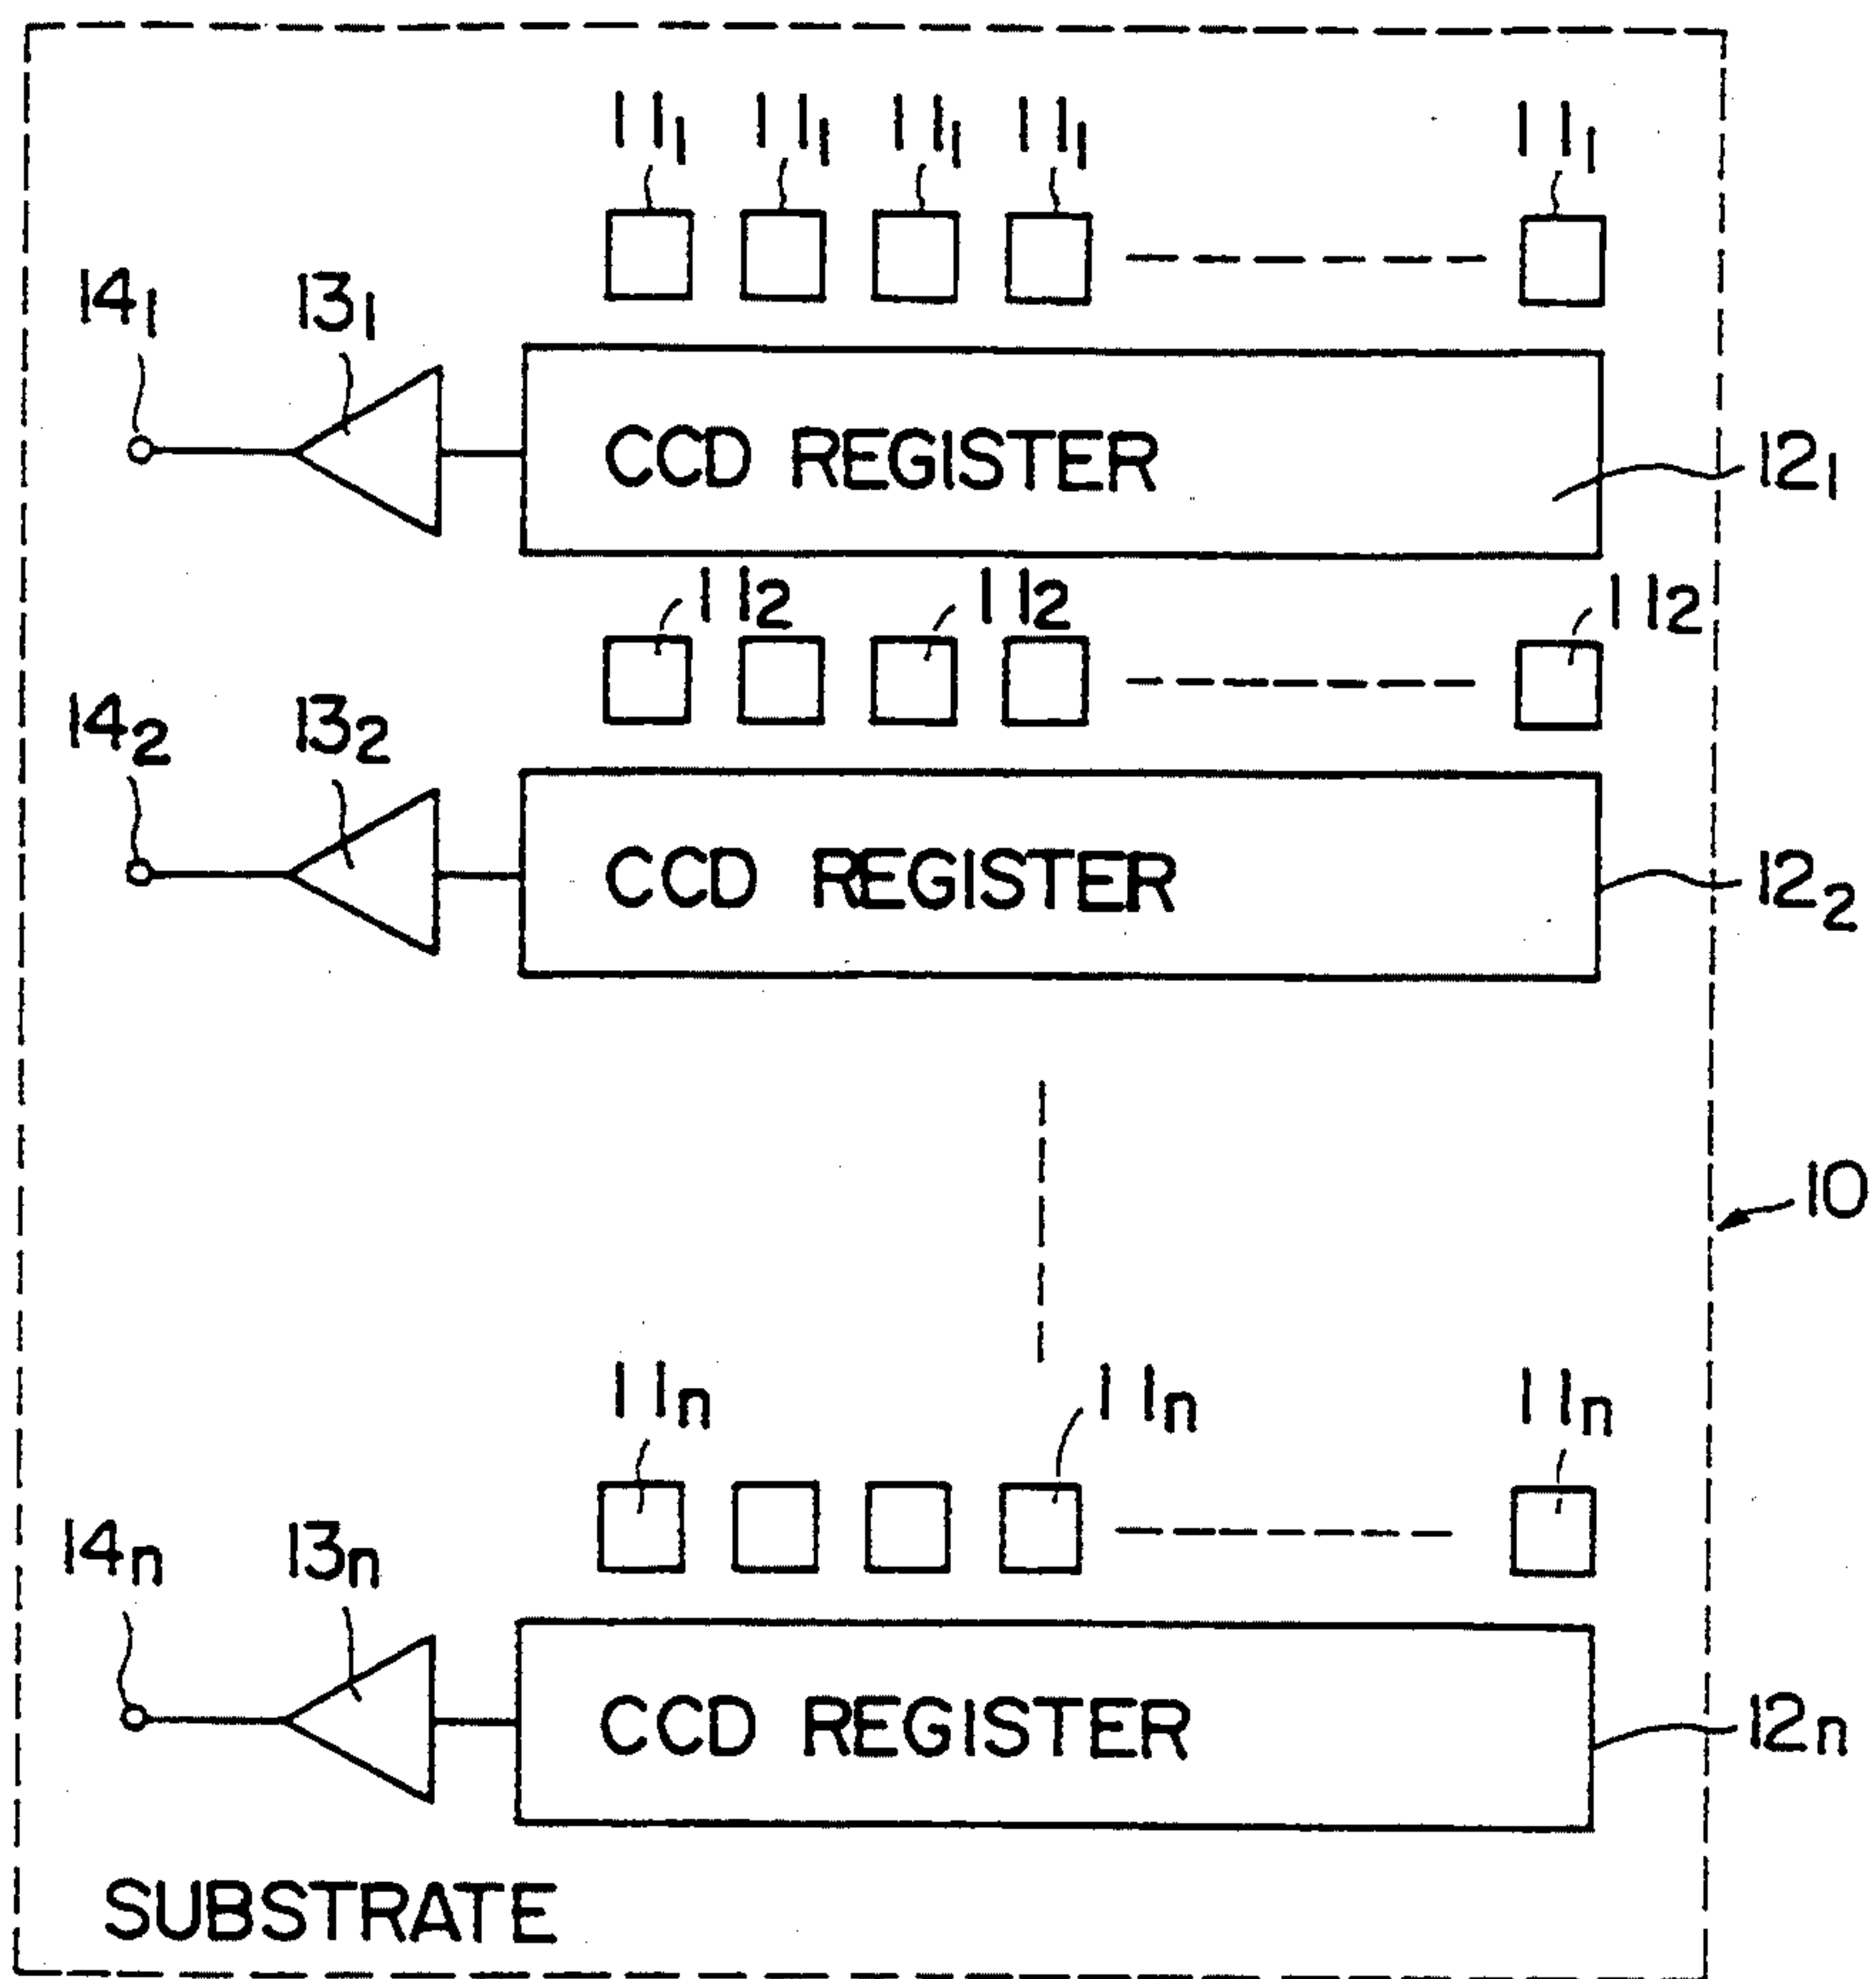 11₁ 11₁ 11₁ 11₁ 11₁
14₁ 13₁
CCD REGISTER 12₁
11₂ 11₂ 11₂
14₂ 13₂
CCD REGISTER 12₂
10
11n 11n 11n
14n 13n
CCD REGISTER 12n
SUBSTRATE